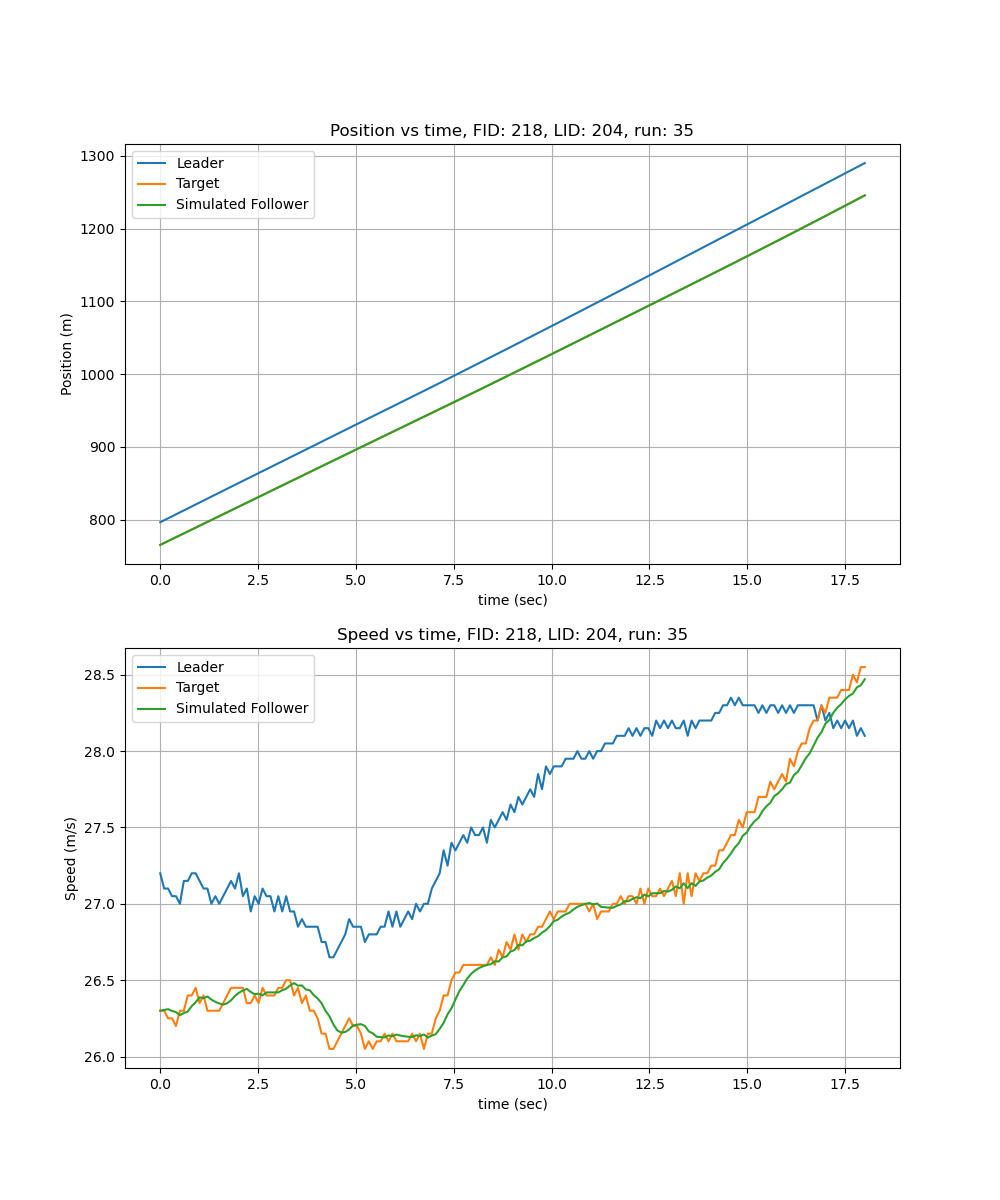 Position vs time, FID: 218, LID: 204, run: 35
Leader
Target
Simulated Follower
1300
1200
1100
1000
900
800
Position (m)
0.0 2.5 5.0 7.5 10.0 12.5 15.0 17.5
time (sec)
Speed vs time, FID: 218, LID: 204, run: 35
Leader
Target
Simulated Follower
28.5
28.0
27.5
27.0
26.5
26.0
Speed (m/s)
0.0 2.5 5.0 7.5 10.0 12.5 15.0 17.5
time (sec)